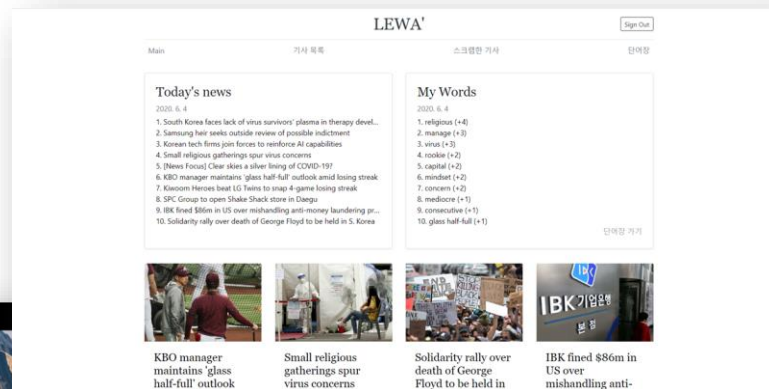 LEWA'
Sign Out
Main
기사 목록
스크랩한 기사
단어장
Today's news
2020. 6. 4
1. South Korea faces lack of virus survivors' plasma in therapy devel...
2. Samsung heir seeks outside review of possible indictment
3. Korean tech firms join forces to reinforce AI capabilities
4. Small religious gatherings spur virus concerns
5. [News Focus] Clear skies a silver lining of COVID-19?
6. KBO manager maintains 'glass half-full' outlook amid losing streak
7. Kiwoom Heroes beat LG Twins to snap 4-game losing streak
8. SPC Group to open Shake Shack store in Daegu
9. IBK fined $86m in US over mishandling anti-money laundering pr...
10. Solidarity rally over death of George Floyd to be held in S. Korea
My Words
2020. 6. 4
1. religious (+4)
2. manage (+3)
3. virus (+3)
4. rookie (+2)
5. capital (+2)
6. mindset (+2)
7. concern (+2)
8. mediocre (+1)
9. consecutive (+1)
10. glass half-full (+1)
단어장 가기
IBK기업은행
본점
KBO manager
maintains 'glass
half-full' outlook
Small religious
gatherings spur
virus concerns
Solidarity rally over
death of George
Floyd to be held in
IBK fined $86m in
US over
mishandling anti-